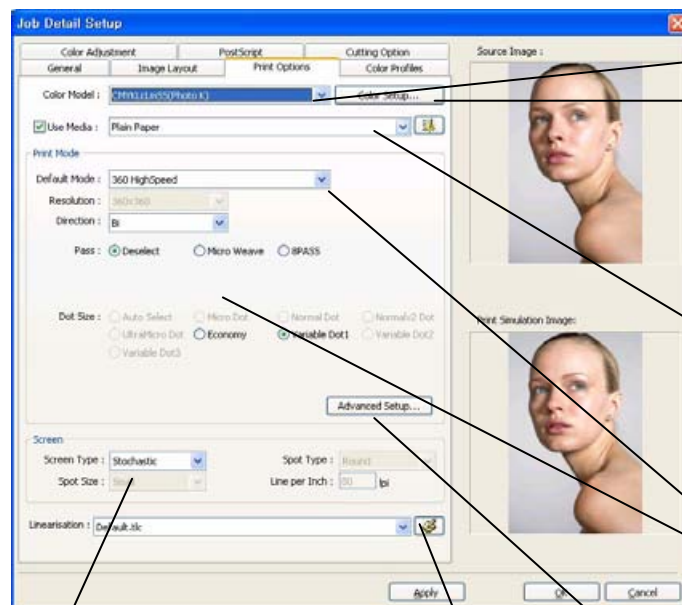 Job Detail Setup
Color Adjustment PostScript Cutting Option
General Image Layout Print Options Color Profiles
Source Image :
Color Model : Color Setup...
Use Media : Plain Paper
Print Mode
Default Mode : 360 HighSpeed
Resolution : 360x360
Direction : Bi
Pass : Deselect Micro Weave 8PASS
Dot Size : Auto Select Micro Dot Normal Dot Normalx2 Dot
UltraMicro Dot Economy Variable Dot1 Variable Dot2
Variable Dot3
Print Simulation Image:
Advanced Setup...
Screen
Screen Type : Stochastic Spot Type : Round
Spot Size : Line per Inch : lpi
Linearisation : Default.tlc
Apply OK Cancel